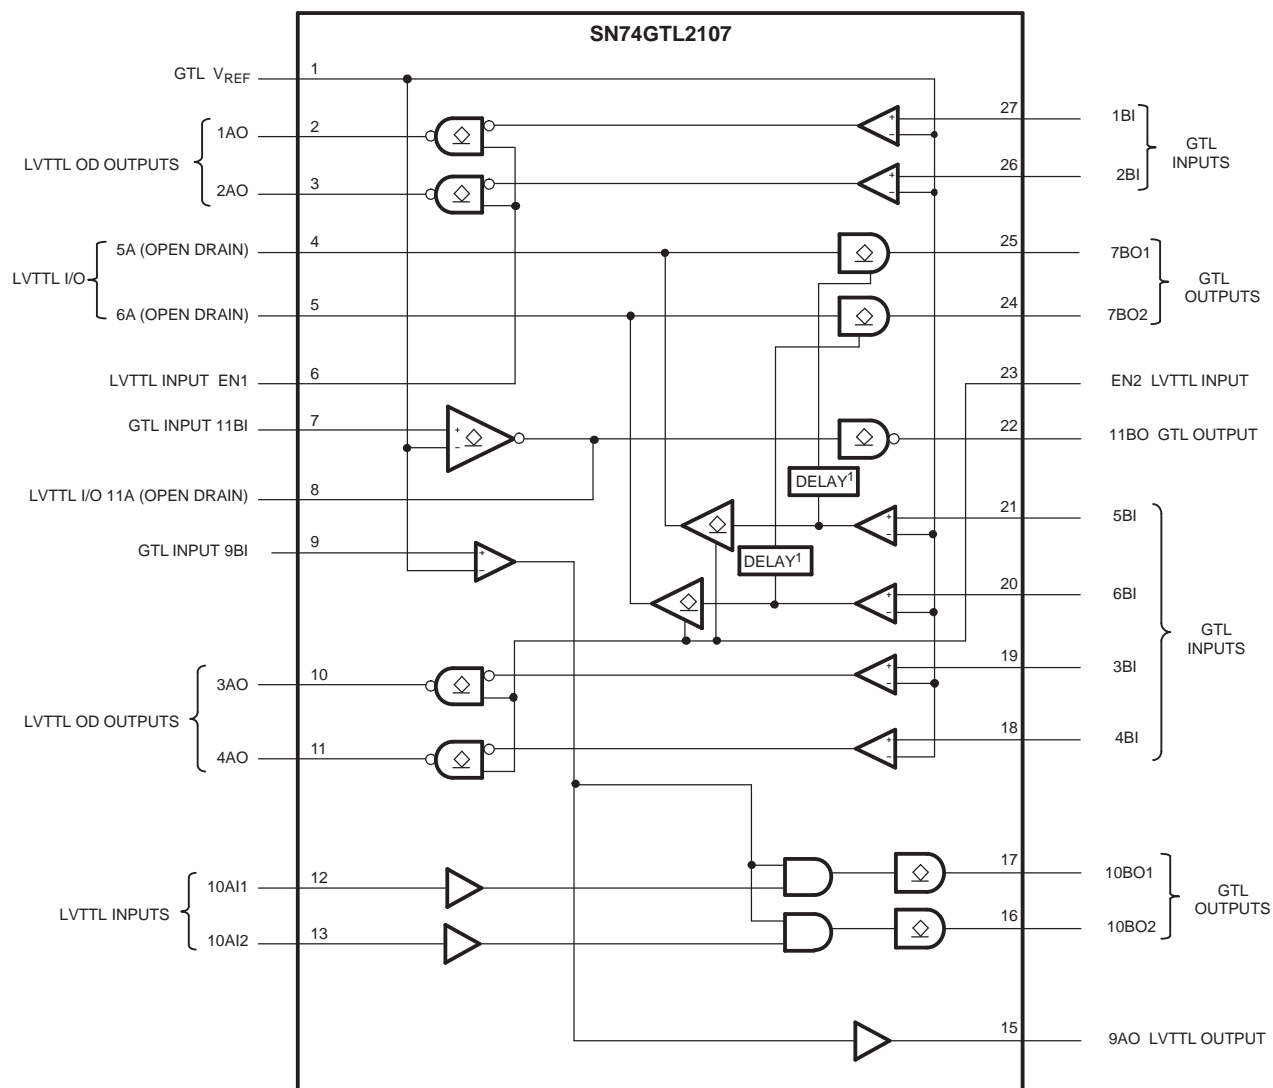 SN74GTL2107
GTL VREF
1
1AO
2
LVTTL OD OUTPUTS
2AO
3
5A (OPEN DRAIN)
4
LVTTL I/O
6A (OPEN DRAIN)
5
LVTTL INPUT EN1
6
GTL INPUT 11BI
7
LVTTL I/O 11A (OPEN DRAIN)
8
GTL INPUT 9BI
9
3AO
10
LVTTL OD OUTPUTS
4AO
11
10AI1
12
LVTTL INPUTS
10AI2
13
+
−
+
−
+
−
+
−
+
−
+
−
+
−
+
−
DELAY1
DELAY1
27
1BI
GTL
INPUTS
26
2BI
25
7BO1
GTL
OUTPUTS
24
7BO2
23
EN2 LVTTL INPUT
22
11BO GTL OUTPUT
21
5BI
20
6BI
GTL
INPUTS
19
3BI
18
4BI
17
10BO1
GTL
OUTPUTS
16
10BO2
15
9AO LVTTL OUTPUT